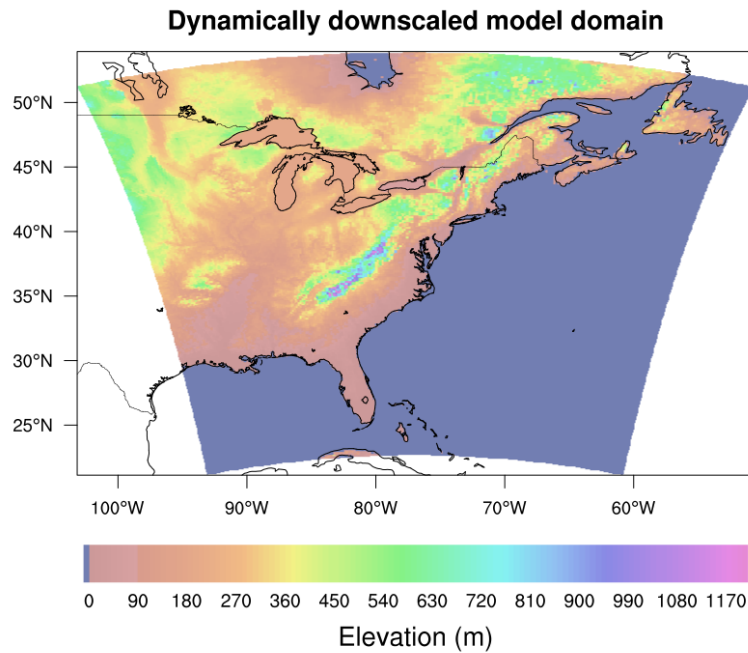 Dynamically downscaled model domain
50°N
45°N
40°N
35°N
30°N
25°N
100°W 90°W 80°W 70°W 60°W
0 90 180 270 360 450 540 630 720 810 900 990 1080 1170
Elevation (m)